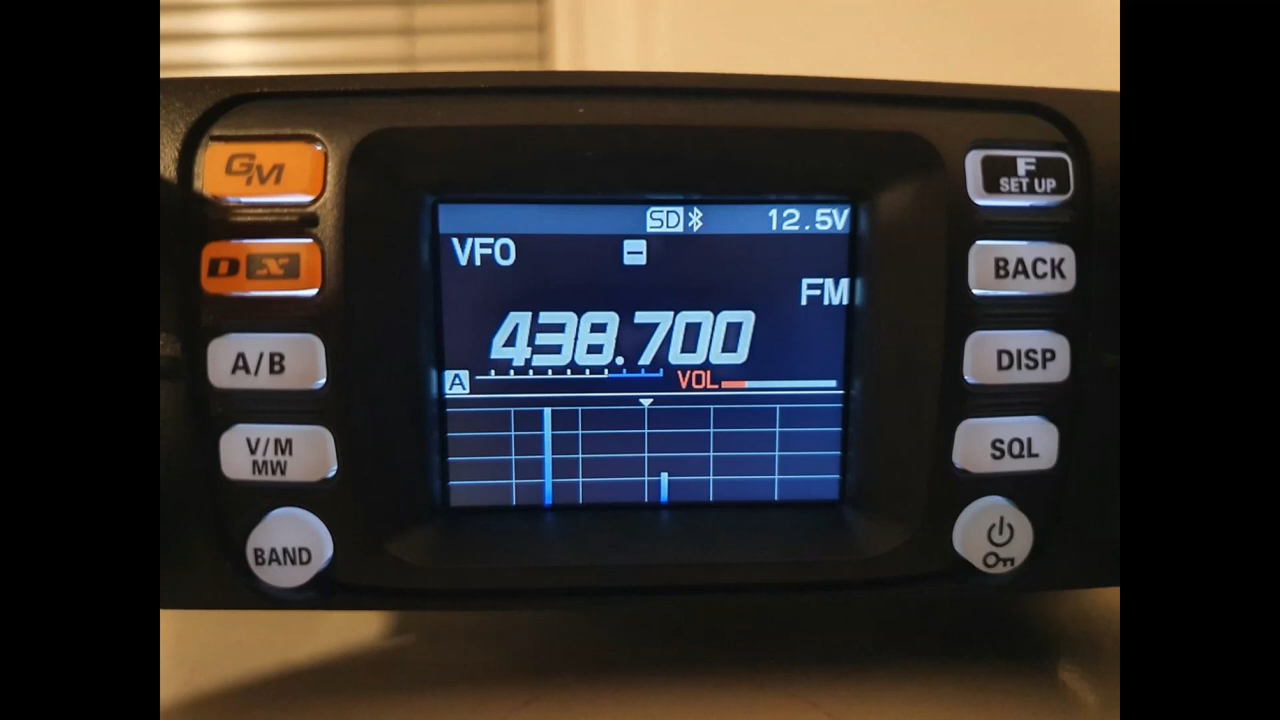 GM
F
SET UP
SD 12.5V
VFO
DX
BACK
FM
438.700
A/B
DISP
A
VOL
V/M
MW
SQL
BAND